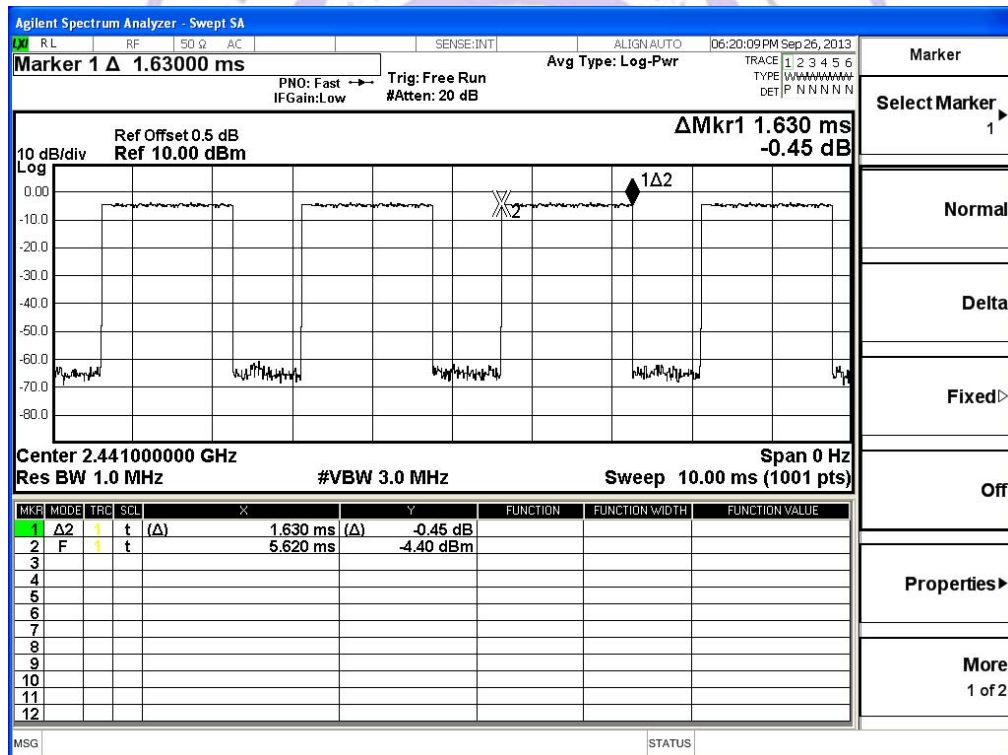 Agilent Spectrum Analyzer - Swept SA
LXI RL RF 50 Ω AC SENSE:INT ALIGN AUTO 06:20:09 PM Sep 26, 2013
Marker 1 Δ 1.63000 ms
PNO: Fast
IFGain:Low
Trig: Free Run
#Atten: 20 dB
Avg Type: Log-Pwr
TRACE 1 2 3 4 5 6
TYPE WWWWWW
DET P N N N N N
Ref Offset 0.5 dB
10 dB/div Ref 10.00 dBm
Log
ΔMkr1 1.630 ms
-0.45 dB
0.00
-10.0
-20.0
-30.0
-40.0
-50.0
-60.0
-70.0
-80.0
2
1Δ2
Center 2.441000000 GHz Span 0 Hz
Res BW 1.0 MHz #VBW 3.0 MHz Sweep 10.00 ms (1001 pts)
MKR MODE TRC SCL X Y FUNCTION FUNCTION WIDTH FUNCTION VALUE
1 Δ2 1 t (Δ) 1.630 ms (Δ) -0.45 dB
2 F 1 t 5.620 ms -4.40 dBm
3
4
5
6
7
8
9
10
11
12
MSG STATUS
Marker
Select Marker
1
Normal
Delta
Fixed
Off
Properties
More
1 of 2